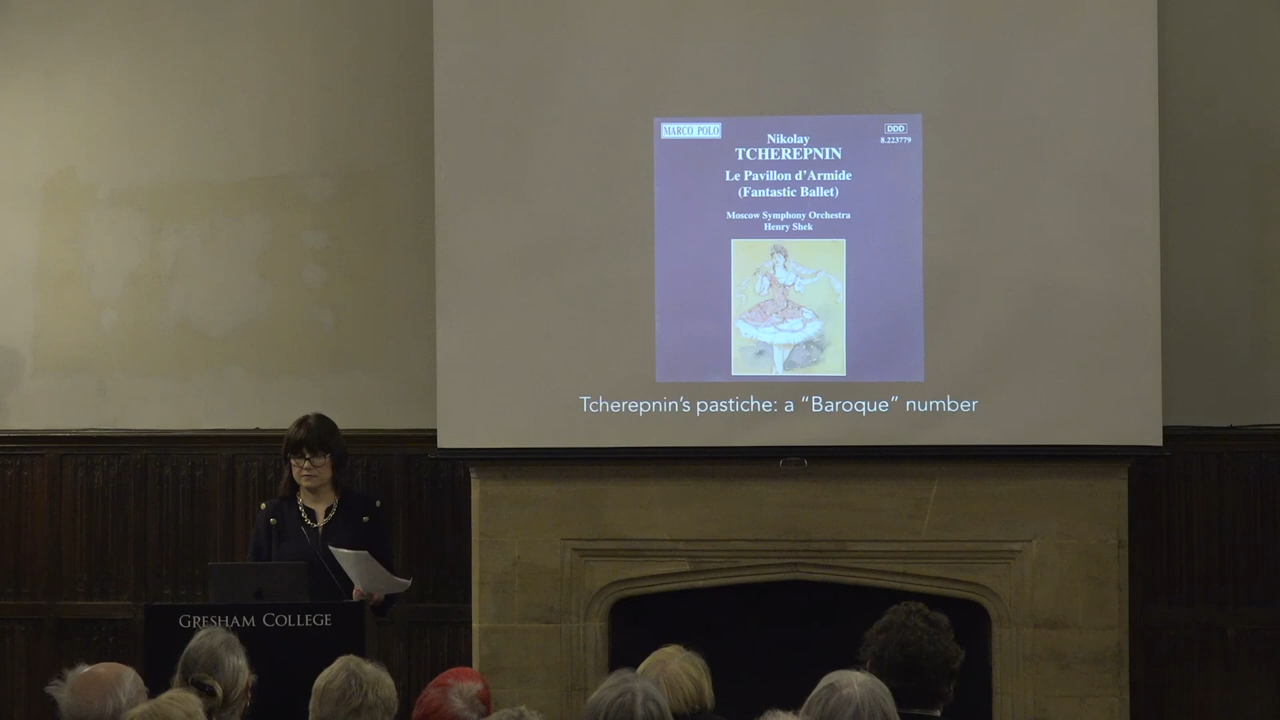 MARCO POLO
DDD
8.223779
Nikolay
TCHEREPNIN
Le Pavillon d'Armide
(Fantastic Ballet)
Moscow Symphony Orchestra
Henry Shek
Tcherepnin's pastiche: a “Baroque” number
GRESHAM COLLEGE